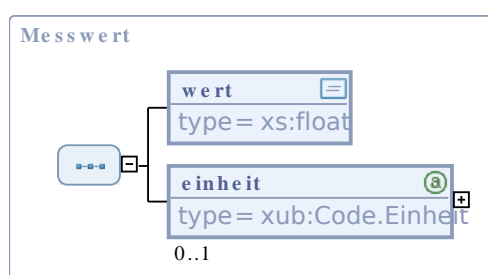 Messwert
wert
type= xs:float
einheit
type= xub:Code.Einheit
0..1